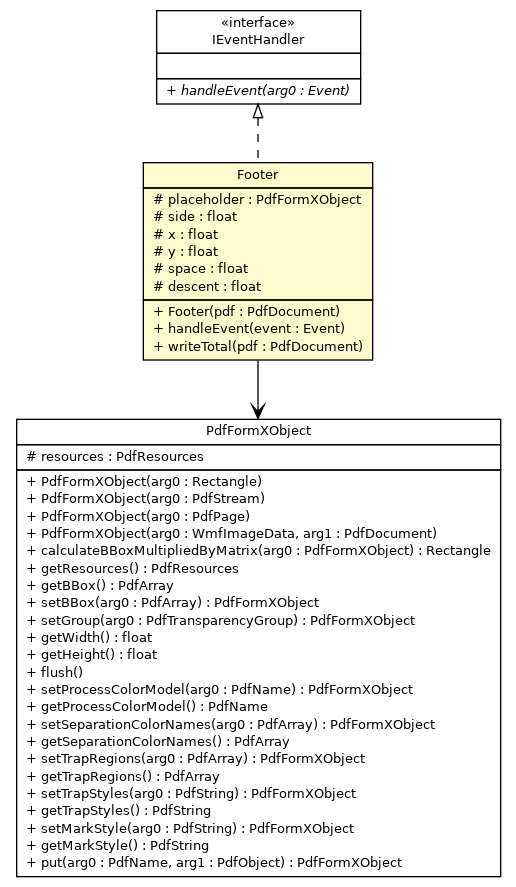 «interface»
IEventHandler
+ handleEvent(arg0 : Event)
Footer
# placeholder : PdfFormXObject
# side : float
# x : float
# y : float
# space : float
# descent : float
+ Footer(pdf : PdfDocument)
+ handleEvent(event : Event)
+ writeTotal(pdf : PdfDocument)
PdfFormXObject
# resources : PdfResources
+ PdfFormXObject(arg0 : Rectangle)
+ PdfFormXObject(arg0 : PdfStream)
+ PdfFormXObject(arg0 : PdfPage)
+ PdfFormXObject(arg0 : WmfImageData, arg1 : PdfDocument)
+ calculateBBoxMultipliedByMatrix(arg0 : PdfFormXObject) : Rectangle
+ getResources() : PdfResources
+ getBBox() : PdfArray
+ setBBox(arg0 : PdfArray) : PdfFormXObject
+ setGroup(arg0 : PdfTransparencyGroup) : PdfFormXObject
+ getWidth() : float
+ getHeight() : float
+ flush()
+ setProcessColorModel(arg0 : PdfName) : PdfFormXObject
+ getProcessColorModel() : PdfName
+ setSeparationColorNames(arg0 : PdfArray) : PdfFormXObject
+ getSeparationColorNames() : PdfArray
+ setTrapRegions(arg0 : PdfArray) : PdfFormXObject
+ getTrapRegions() : PdfArray
+ setTrapStyles(arg0 : PdfString) : PdfFormXObject
+ getTrapStyles() : PdfString
+ setMarkStyle(arg0 : PdfString) : PdfFormXObject
+ getMarkStyle() : PdfString
+ put(arg0 : PdfName, arg1 : PdfObject) : PdfFormXObject